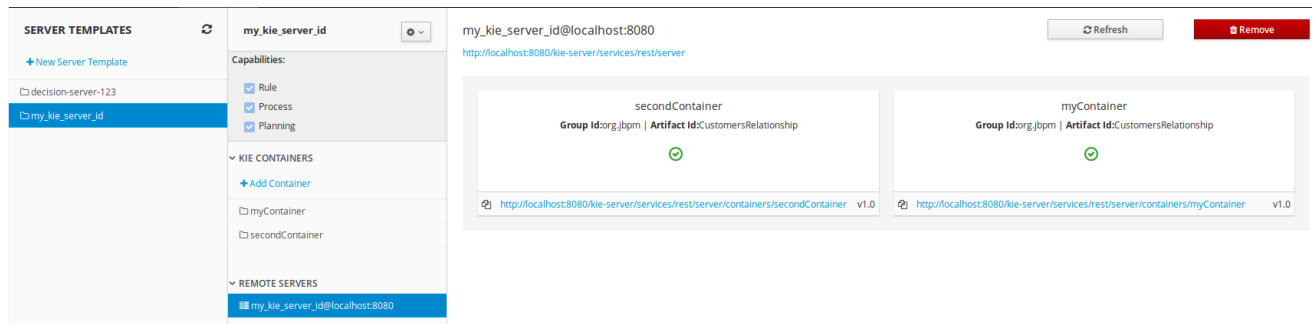 SERVER TEMPLATES
+ New Server Template
decision-server-123
my_kie_server_id
my_kie_server_id
Capabilities:
Rule
Process
Planning
KIE CONTAINERS
+ Add Container
myContainer
secondContainer
REMOTE SERVERS
my_kie_server_id@localhost:8080
my_kie_server_id@localhost:8080
Refresh
Remove
http://localhost:8080/kie-server/services/rest/server
secondContainer
Group Id:org.jbpm | Artifact Id:CustomersRelationship
http://localhost:8080/kie-server/services/rest/server/containers/secondContainer v1.0
myContainer
Group Id:org.jbpm | Artifact Id:CustomersRelationship
http://localhost:8080/kie-server/services/rest/server/containers/myContainer v1.0